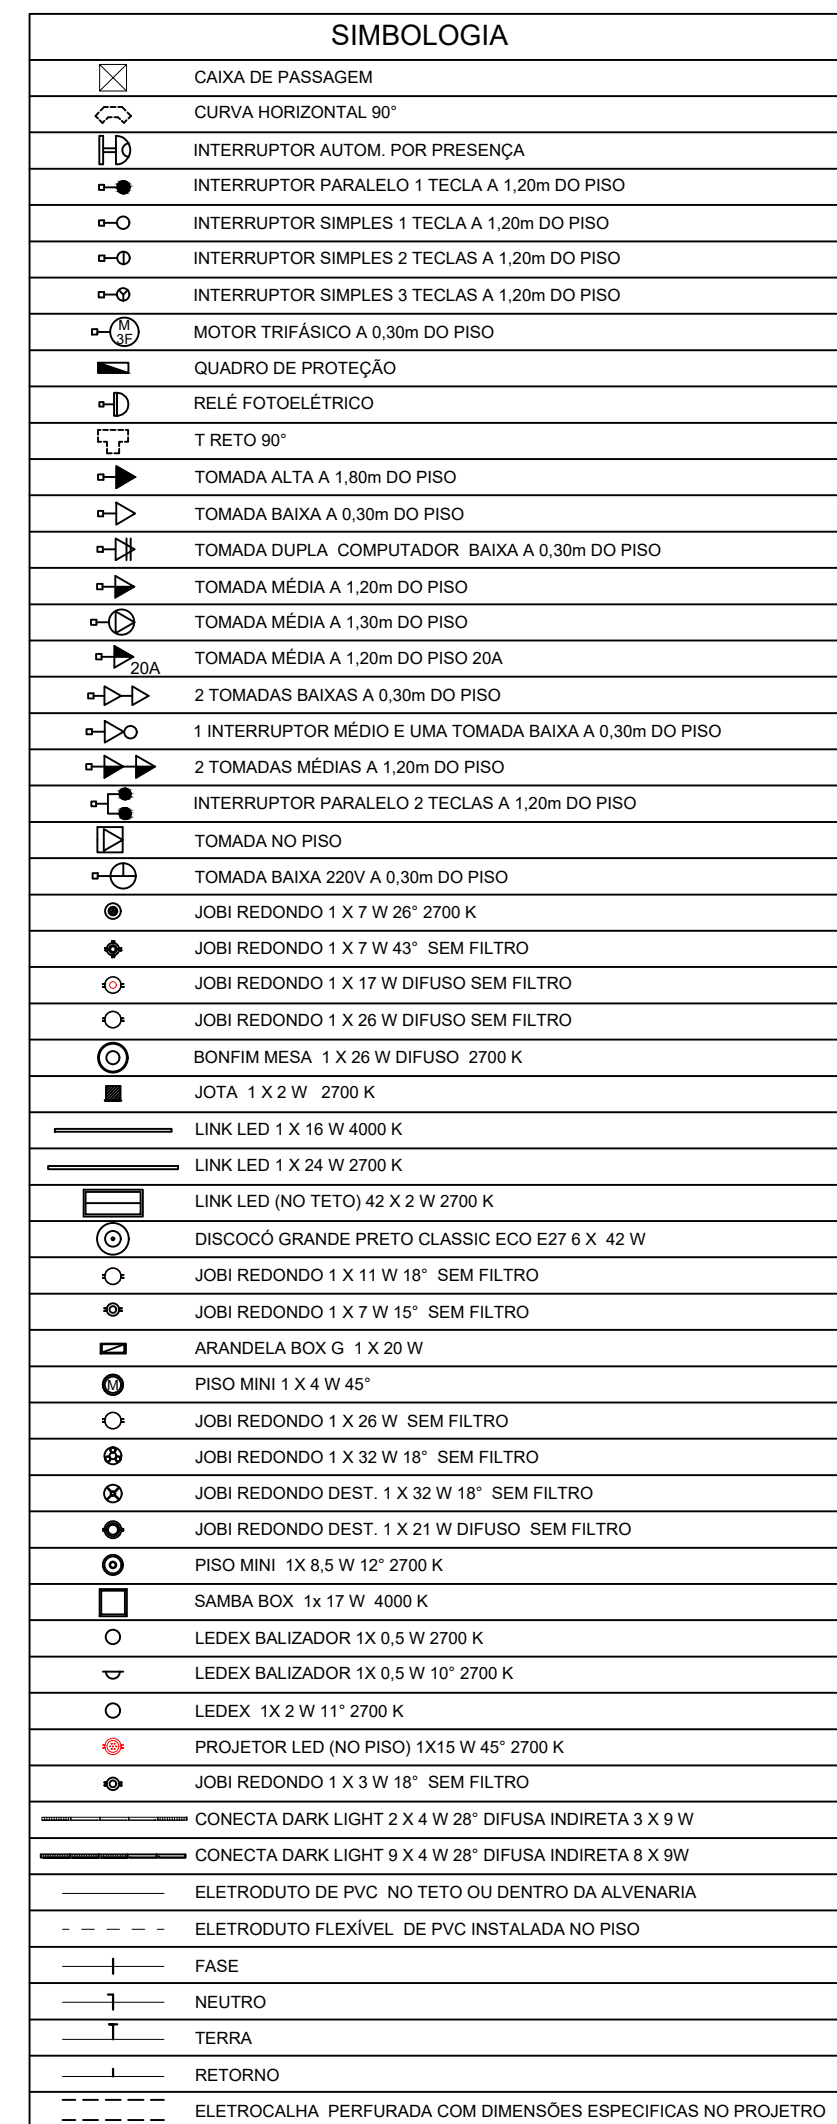 SIMBOLOGIA
CAIXA DE PASSAGEM
CURVA HORIZONTAL 90°
INTERRUPTOR AUTOM. POR PRESENÇA
INTERRUPTOR PARALELO 1 TECLA A 1,20m DO PISO
INTERRUPTOR SIMPLES 1 TECLA A 1,20m DO PISO
INTERRUPTOR SIMPLES 2 TECLAS A 1,20m DO PISO
INTERRUPTOR SIMPLES 3 TECLAS A 1,20m DO PISO
M
3F
MOTOR TRIFÁSICO A 0,30m DO PISO
QUADRO DE PROTEÇÃO
RELÉ FOTOELÉTRICO
T RETO 90°
TOMADA ALTA A 1,80m DO PISO
TOMADA BAIXA A 0,30m DO PISO
TOMADA DUPLA COMPUTADOR BAIXA A 0,30m DO PISO
TOMADA MÉDIA A 1,20m DO PISO
TOMADA MÉDIA A 1,30m DO PISO
20A TOMADA MÉDIA A 1,20m DO PISO 20A
2 TOMADAS BAIXAS A 0,30m DO PISO
1 INTERRUPTOR MÉDIO E UMA TOMADA BAIXA A 0,30m DO PISO
2 TOMADAS MÉDIAS A 1,20m DO PISO
INTERRUPTOR PARALELO 2 TECLAS A 1,20m DO PISO
TOMADA NO PISO
TOMADA BAIXA 220V A 0,30m DO PISO
JOBI REDONDO 1 X 7 W 26° 2700 K
JOBI REDONDO 1 X 7 W 43° SEM FILTRO
JOBI REDONDO 1 X 17 W DIFUSO SEM FILTRO
JOBI REDONDO 1 X 26 W DIFUSO SEM FILTRO
BONFIM MESA 1 X 26 W DIFUSO 2700 K
JOTA 1 X 2 W 2700 K
LINK LED 1 X 16 W 4000 K
LINK LED 1 X 24 W 2700 K
LINK LED (NO TETO) 42 X 2 W 2700 K
DISCOCÓ GRANDE PRETO CLASSIC ECO E27 6 X 42 W
JOBI REDONDO 1 X 11 W 18° SEM FILTRO
JOBI REDONDO 1 X 7 W 15° SEM FILTRO
ARANDELA BOX G 1 X 20 W
M PISO MINI 1 X 4 W 45°
JOBI REDONDO 1 X 26 W SEM FILTRO
JOBI REDONDO 1 X 32 W 18° SEM FILTRO
JOBI REDONDO DEST. 1 X 32 W 18° SEM FILTRO
JOBI REDONDO DEST. 1 X 21 W DIFUSO SEM FILTRO
PISO MINI 1X 8,5 W 12° 2700 K
SAMBA BOX 1x 17 W 4000 K
LEDEX BALIZADOR 1X 0,5 W 2700 K
LEDEX BALIZADOR 1X 0,5 W 10° 2700 K
LEDEX 1X 2 W 11° 2700 K
PROJETOR LED (NO PISO) 1X15 W 45° 2700 K
JOBI REDONDO 1 X 3 W 18° SEM FILTRO
CONECTA DARK LIGHT 2 X 4 W 28° DIFUSA INDIRETA 3 X 9 W
CONECTA DARK LIGHT 9 X 4 W 28° DIFUSA INDIRETA 8 X 9W
ELETRODUTO DE PVC NO TETO OU DENTRO DA ALVENARIA
ELETRODUTO FLEXÍVEL DE PVC INSTALADA NO PISO
FASE
NEUTRO
TERRA
RETORNO
ELETROCALHA PERFURADA COM DIMENSÕES ESPECIFICAS NO PROJETRO